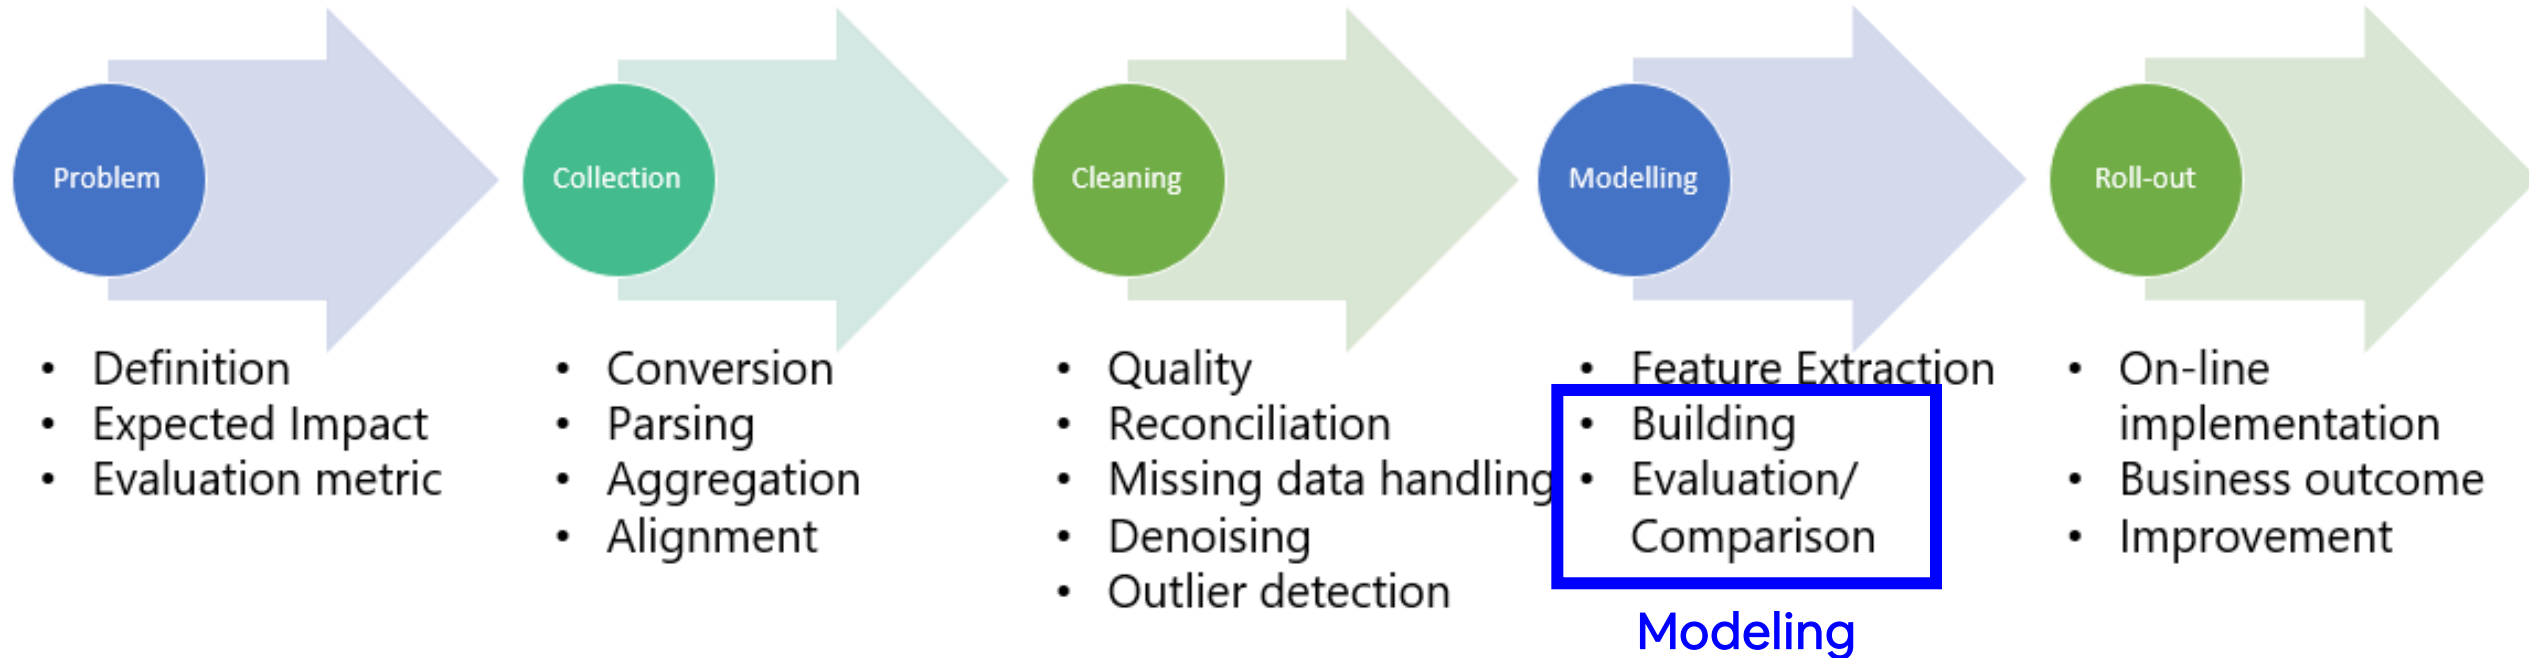 Problem
Collection
Cleaning
Modelling
Roll-out
• Definition
• Expected Impact
• Evaluation metric
• Conversion
• Parsing
• Aggregation
• Alignment
• Quality
• Reconciliation
• Missing data handling
• Denoising
• Outlier detection
• Feature Extraction
• Building
• Evaluation/
Comparison
Modeling
• On-line
implementation
• Business outcome
• Improvement